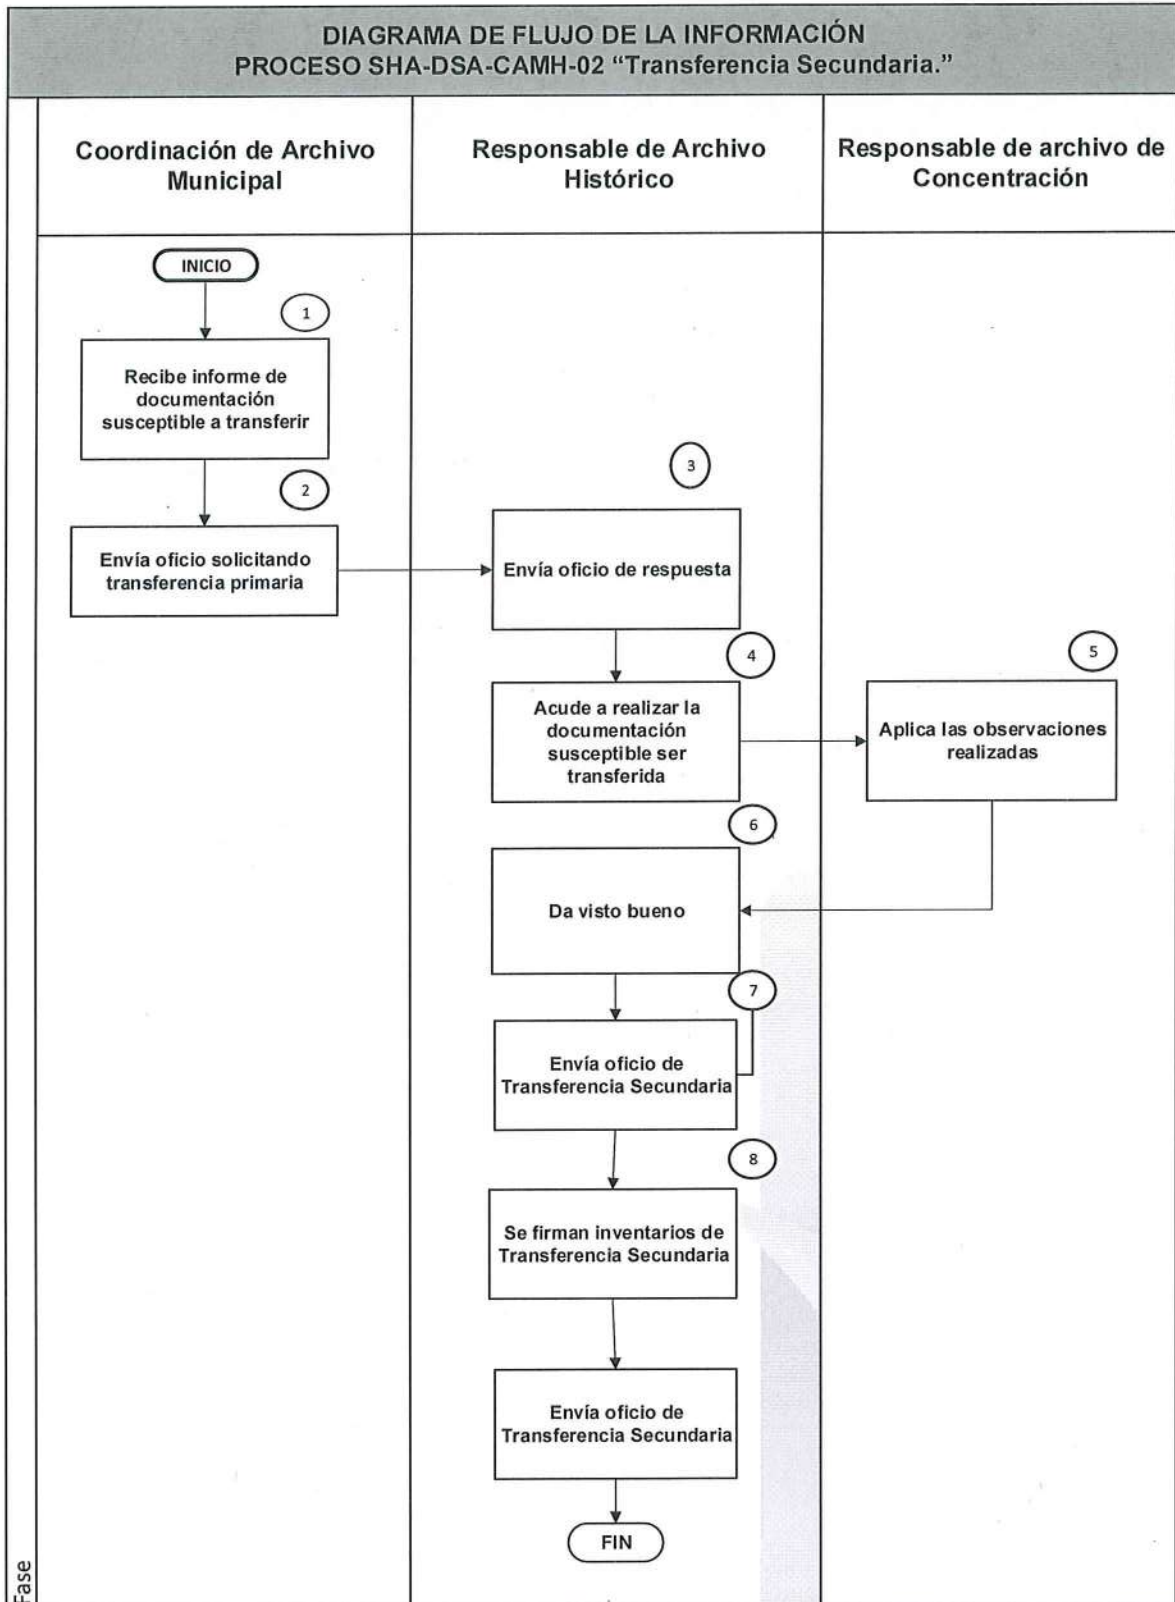 DIAGRAMA DE FLUJO DE LA INFORMACIÓN
PROCESO SHA-DSA-CAMH-02 “Transferencia Secundaria.”
Coordinación de Archivo
Municipal
Responsable de Archivo
Histórico
Responsable de archivo de
Concentración
INICIO
1
Recibe informe de
documentación
susceptible a transferir
2
Envía oficio solicitando
transferencia primaria
3
Envía oficio de respuesta
4
Acude a realizar la
documentación
susceptible ser
transferida
5
Aplica las observaciones
realizadas
6
Da visto bueno
7
Envía oficio de
Transferencia Secundaria
8
Se firman inventarios de
Transferencia Secundaria
Envía oficio de
Transferencia Secundaria
FIN
Fase